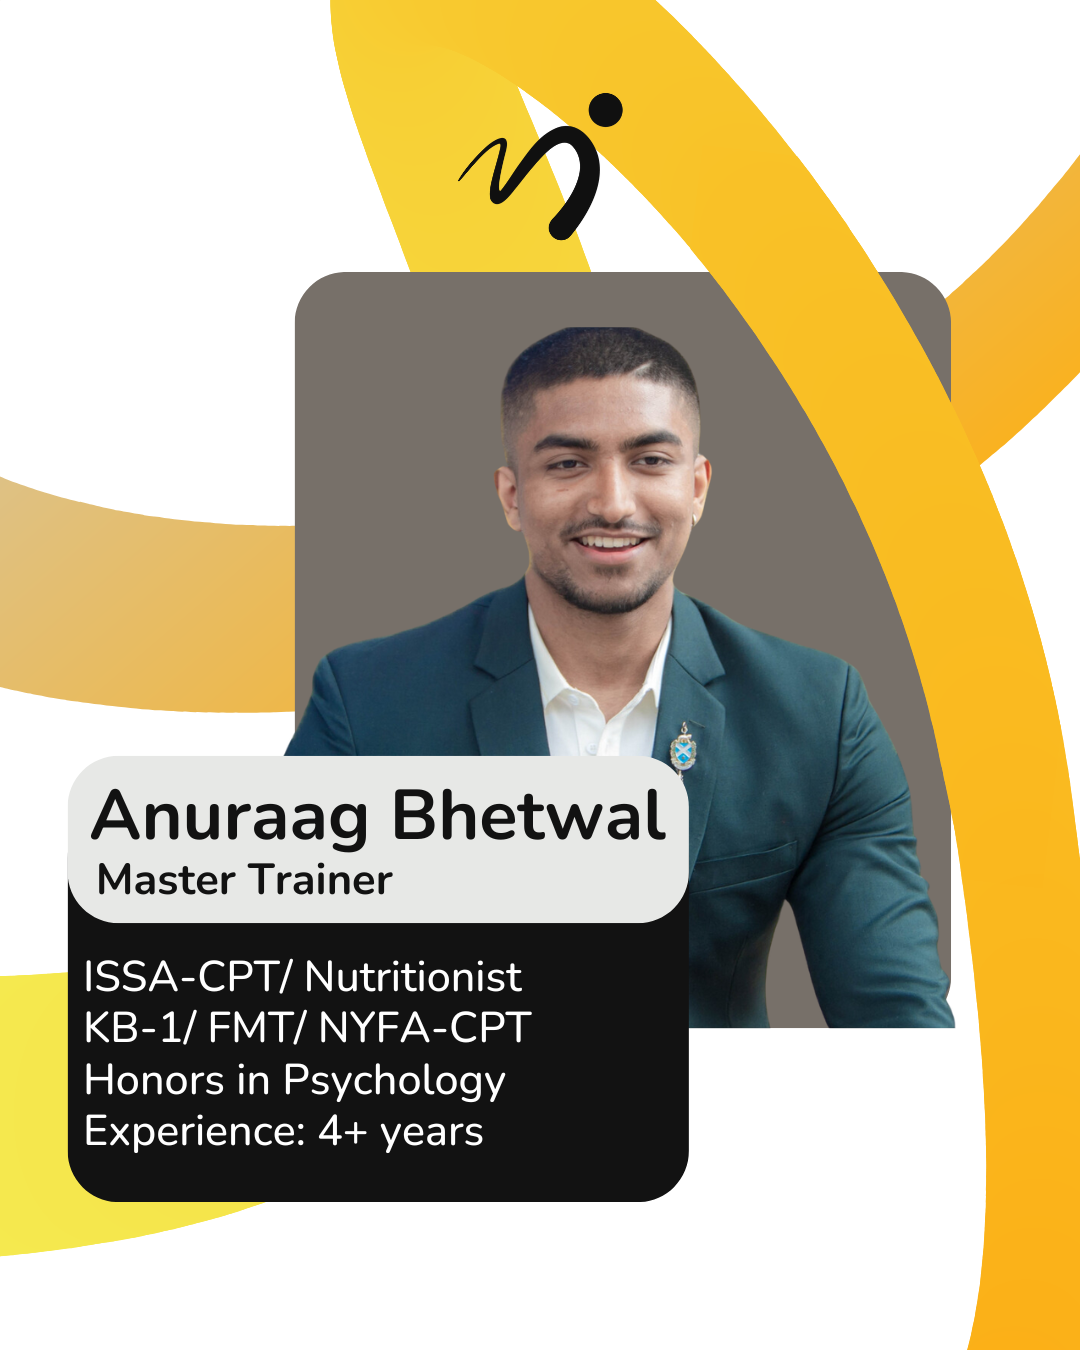 Anuraag Bhetwal
Master Trainer
ISSA-CPT/ Nutritionist
KB-1/ FMT/ NYFA-CPT
Honors in Psychology
Experience: 4+ years